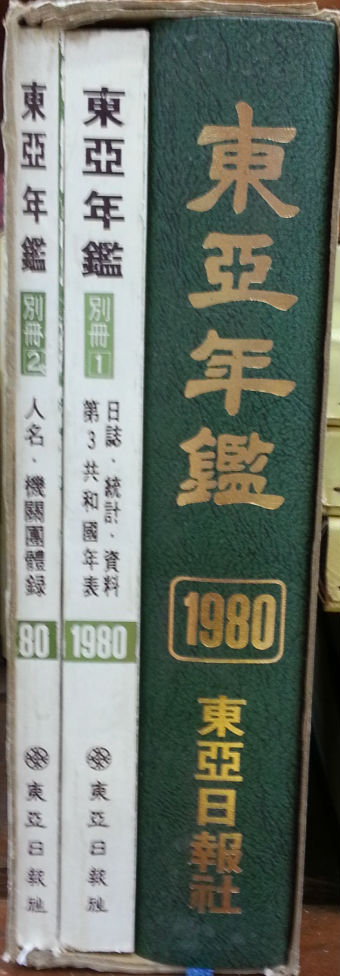 東亞年鑑
1980
東亞日報社
東亞年鑑
別冊1
日誌·統計·資料
第3共和國年表
1980
東亞日報社
東亞年鑑
別冊2
人名·機關團體録
80
東亞日報社